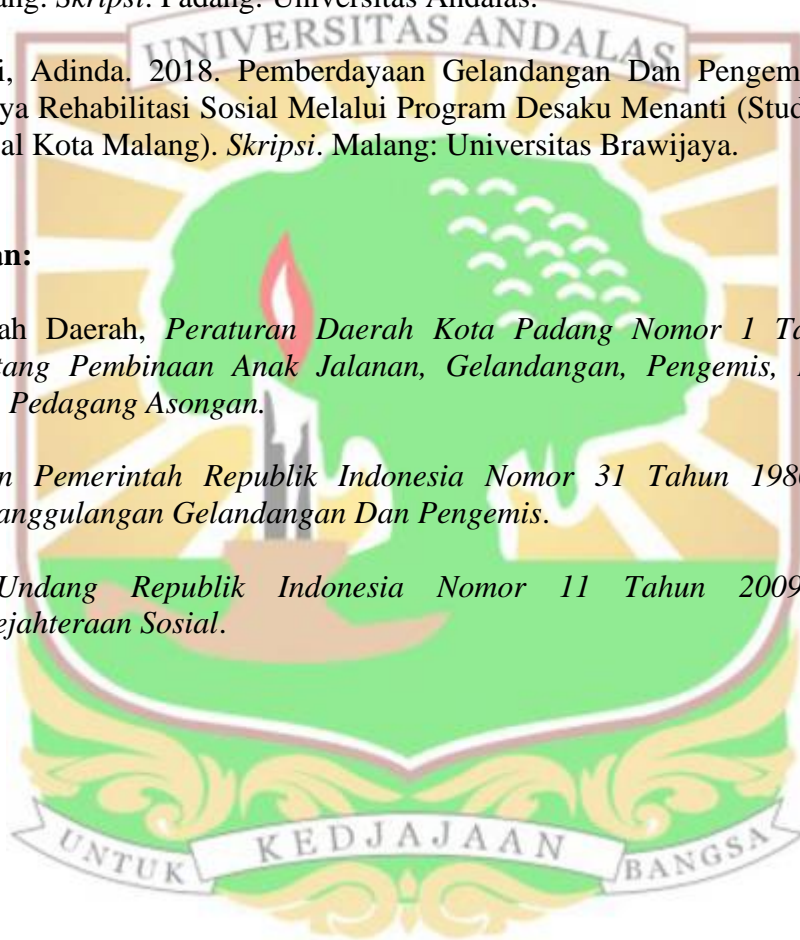 ang. Skripsi. Padang: Universitas Andalas.
UNIVERSITAS ANDALAS
i, Adinda. 2018. Pemberdayaan Gelandangan Dan Pengem
ya Rehabilitasi Sosial Melalui Program Desaku Menanti (Stud
al Kota Malang). Skripsi. Malang: Universitas Brawijaya.
an:
ah Daerah, Peraturan Daerah Kota Padang Nomor 1 Ta
tang Pembinaan Anak Jalanan, Gelandangan, Pengemis,
Pedagang Asongan.
n Pemerintah Republik Indonesia Nomor 31 Tahun 1980
anggulangan Gelandangan Dan Pengemis.
Undang Republik Indonesia Nomor 11 Tahun 2009
ejahteraan Sosial.
UNTUK KEDJAJAAN BANGSA